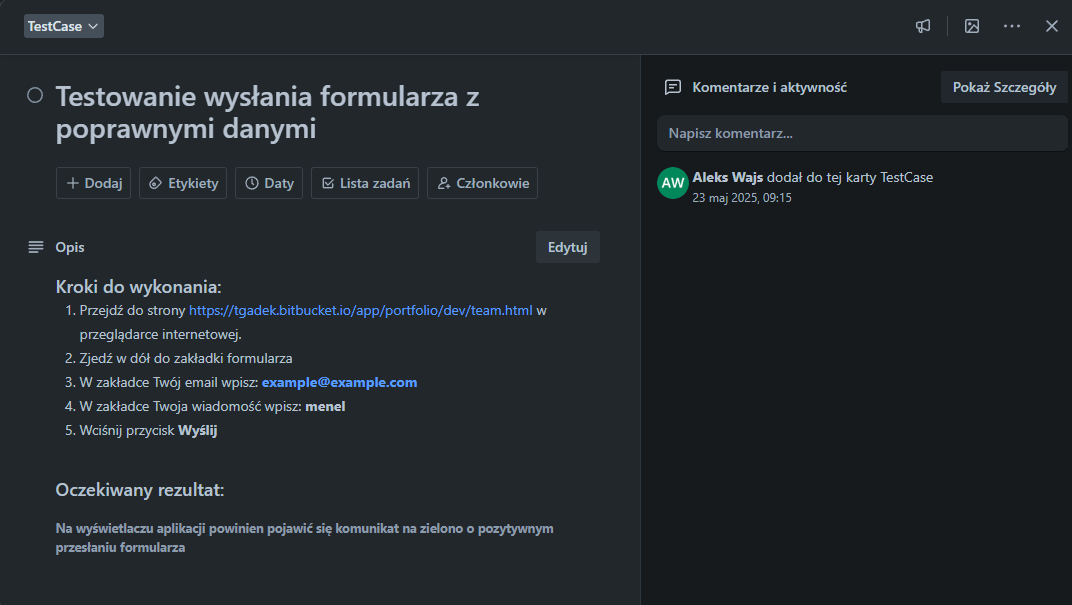 TestCase
Testowanie wysłania formularza z
poprawnymi danymi
Dodaj
Etykiety
Daty
Lista zadań
Członkowie
Opis
Edytuj
Kroki do wykonania:
1. Przejdź do strony https://tgadek.bitbucket.io/app/portfolio/dev/team.html w
przeglądarce internetowej.
2. Zjedź w dół do zakładki formularza
3. W zakładce Twój email wpisz: example@example.com
4. W zakładce Twoja wiadomość wpisz: menel
5. Wciśnij przycisk Wyślij
Oczekiwany rezultat:
Na wyświetlaczu aplikacji powinien pojawić się komunikat na zielono o pozytywnym
przesłaniu formularza
Komentarze i aktywność
Pokaż Szczegóły
Napisz komentarz...
AW
Aleks Wajs dodał do tej karty TestCase
23 maj 2025, 09:15